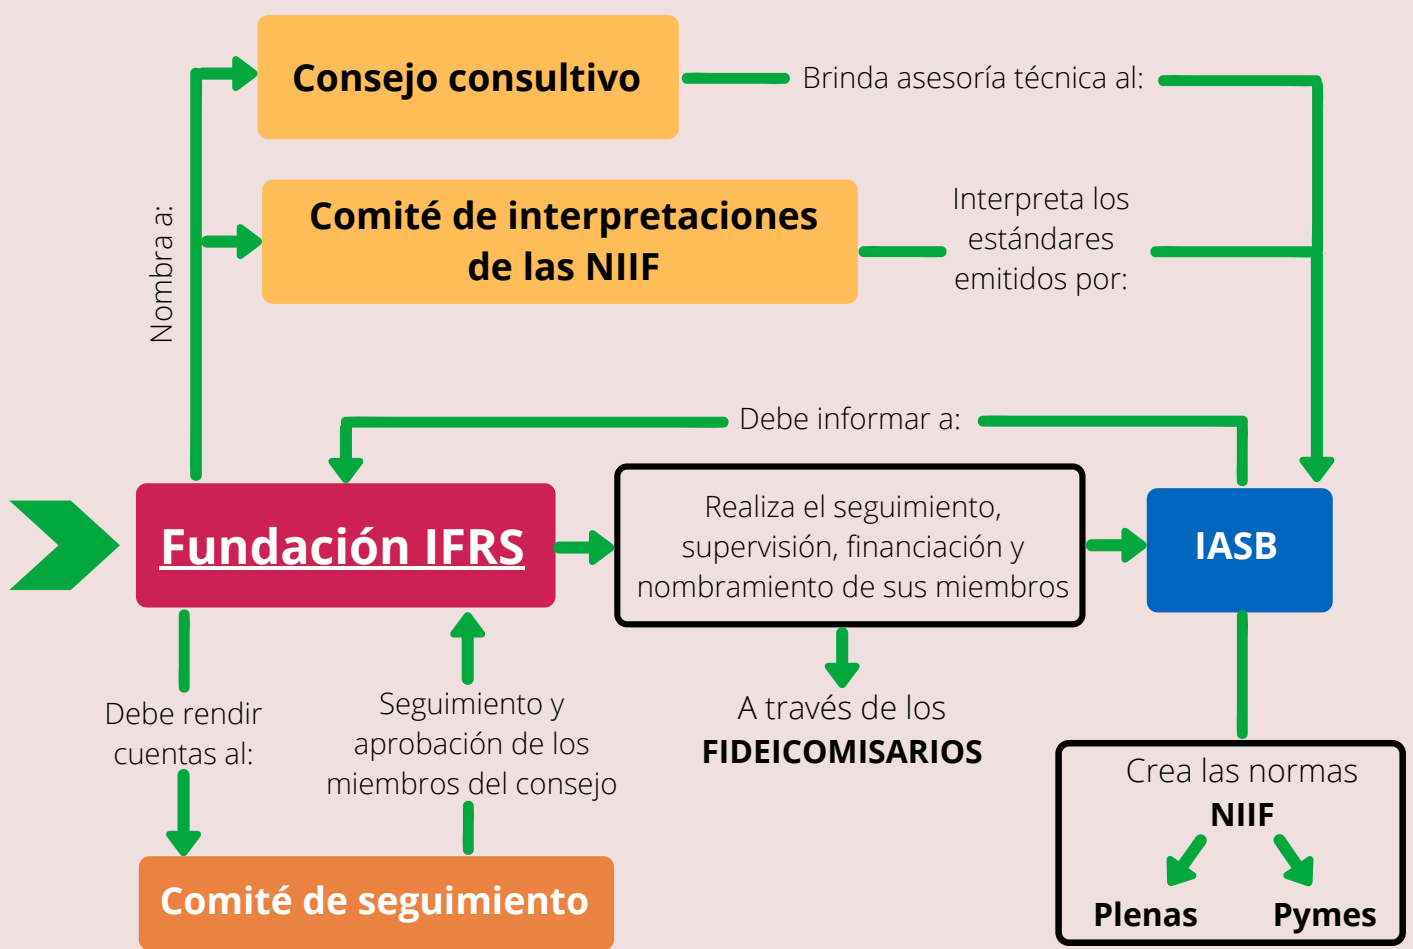 Consejo consultivo
Brinda asesoría técnica al:
Nombra a:
Comité de interpretaciones
de las NIIF
Interpreta los
estándares
emitidos por:
Debe informar a:
Fundación IFRS
Realiza el seguimiento,
supervisión, financiación y
nombramiento de sus miembros
IASB
A través de los
FIDEICOMISARIOS
Debe rendir
cuentas al:
Seguimiento y
aprobación de los
miembros del consejo
Comité de seguimiento
Crea las normas
NIIF
Plenas
Pymes